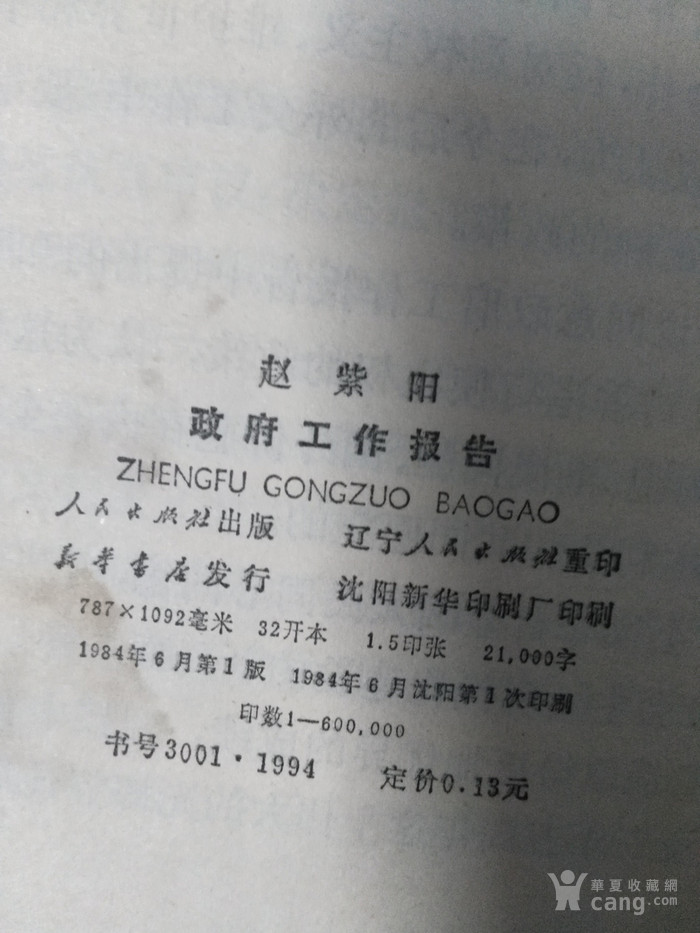 赵紫阳
政府工作报告
ZHENGFU GONGZUO BAOGAO
人民出版社出版 辽宁人民出版社重印
新华书店发行 沈阳新华印刷厂印刷
787×1092毫米 32开本 1.5印张 21,000字
1984年6月第1版 1984年6月沈阳第1次印刷
印数1—600,000
书号3001·1994 定价0.13元
華夏收藏網
cang.com